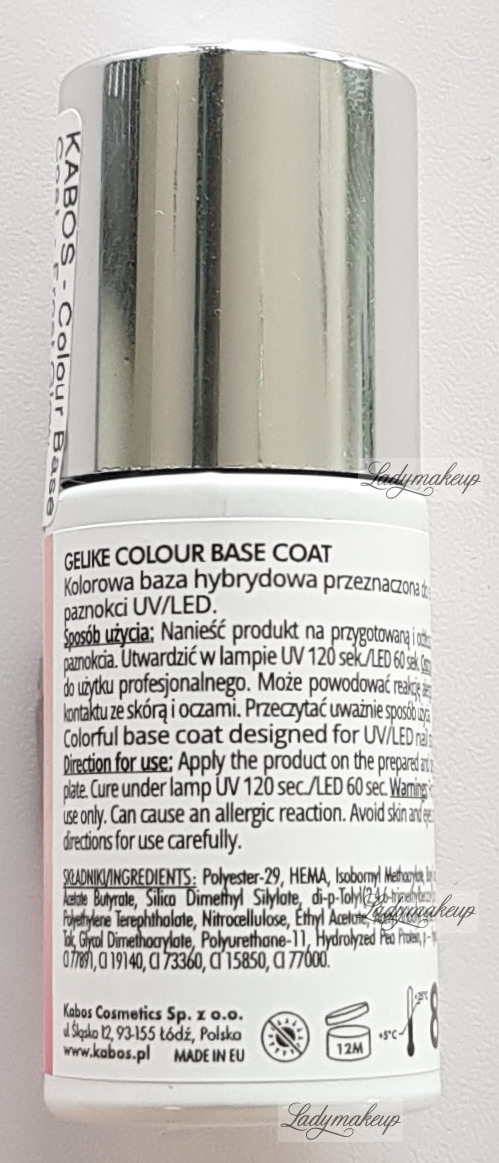 KABOS - Colour Base
Ladymakeup
GELIKE COLOUR BASE COAT
Kolorowa baza hybrydowa przeznaczona do
paznokci UV/LED.
Sposób użycia: Nanieść produkt na przygotowaną i
paznokcia. Utwardzić w lampie UV 120 sek./LED 60 sek.
do użytku profesjonalnego. Może powodować reakcję
kontaktu ze skórą i oczami. Przeczytać uważnie sposób użycia.
Colorful base coat designed for UV/LED nail
Direction for use: Apply the product on the prepared and
plate. Cure under lamp UV 120 sec./LED 60 sec. Warnings:
use only. Can cause an allergic reaction. Avoid skin and eye
directions for use carefully.
SKŁADNIKI/INGREDIENTS: Polyester-29, HEMA, Isobornyl Methacrylate,
Acetate Butyrate, Silica Dimethyl Silylate,
Ladymakeup
Polyethylene Terephthalate, Nitrocellulose, Ethyl Acetate,
Talc, Glycol Dimethacrylate, Polyurethane-11, Hydrolyzed Pea Protein,
CI 77891, CI 19140, CI 73360, CI 15850, CI 77000.
Kabos Cosmetics Sp. z o.o.
ul. Śląska 12, 93-155 Łódź, Polska
www.kabos.pl MADE IN EU
12M
+5°C
+25°C
8
Ladymakeup